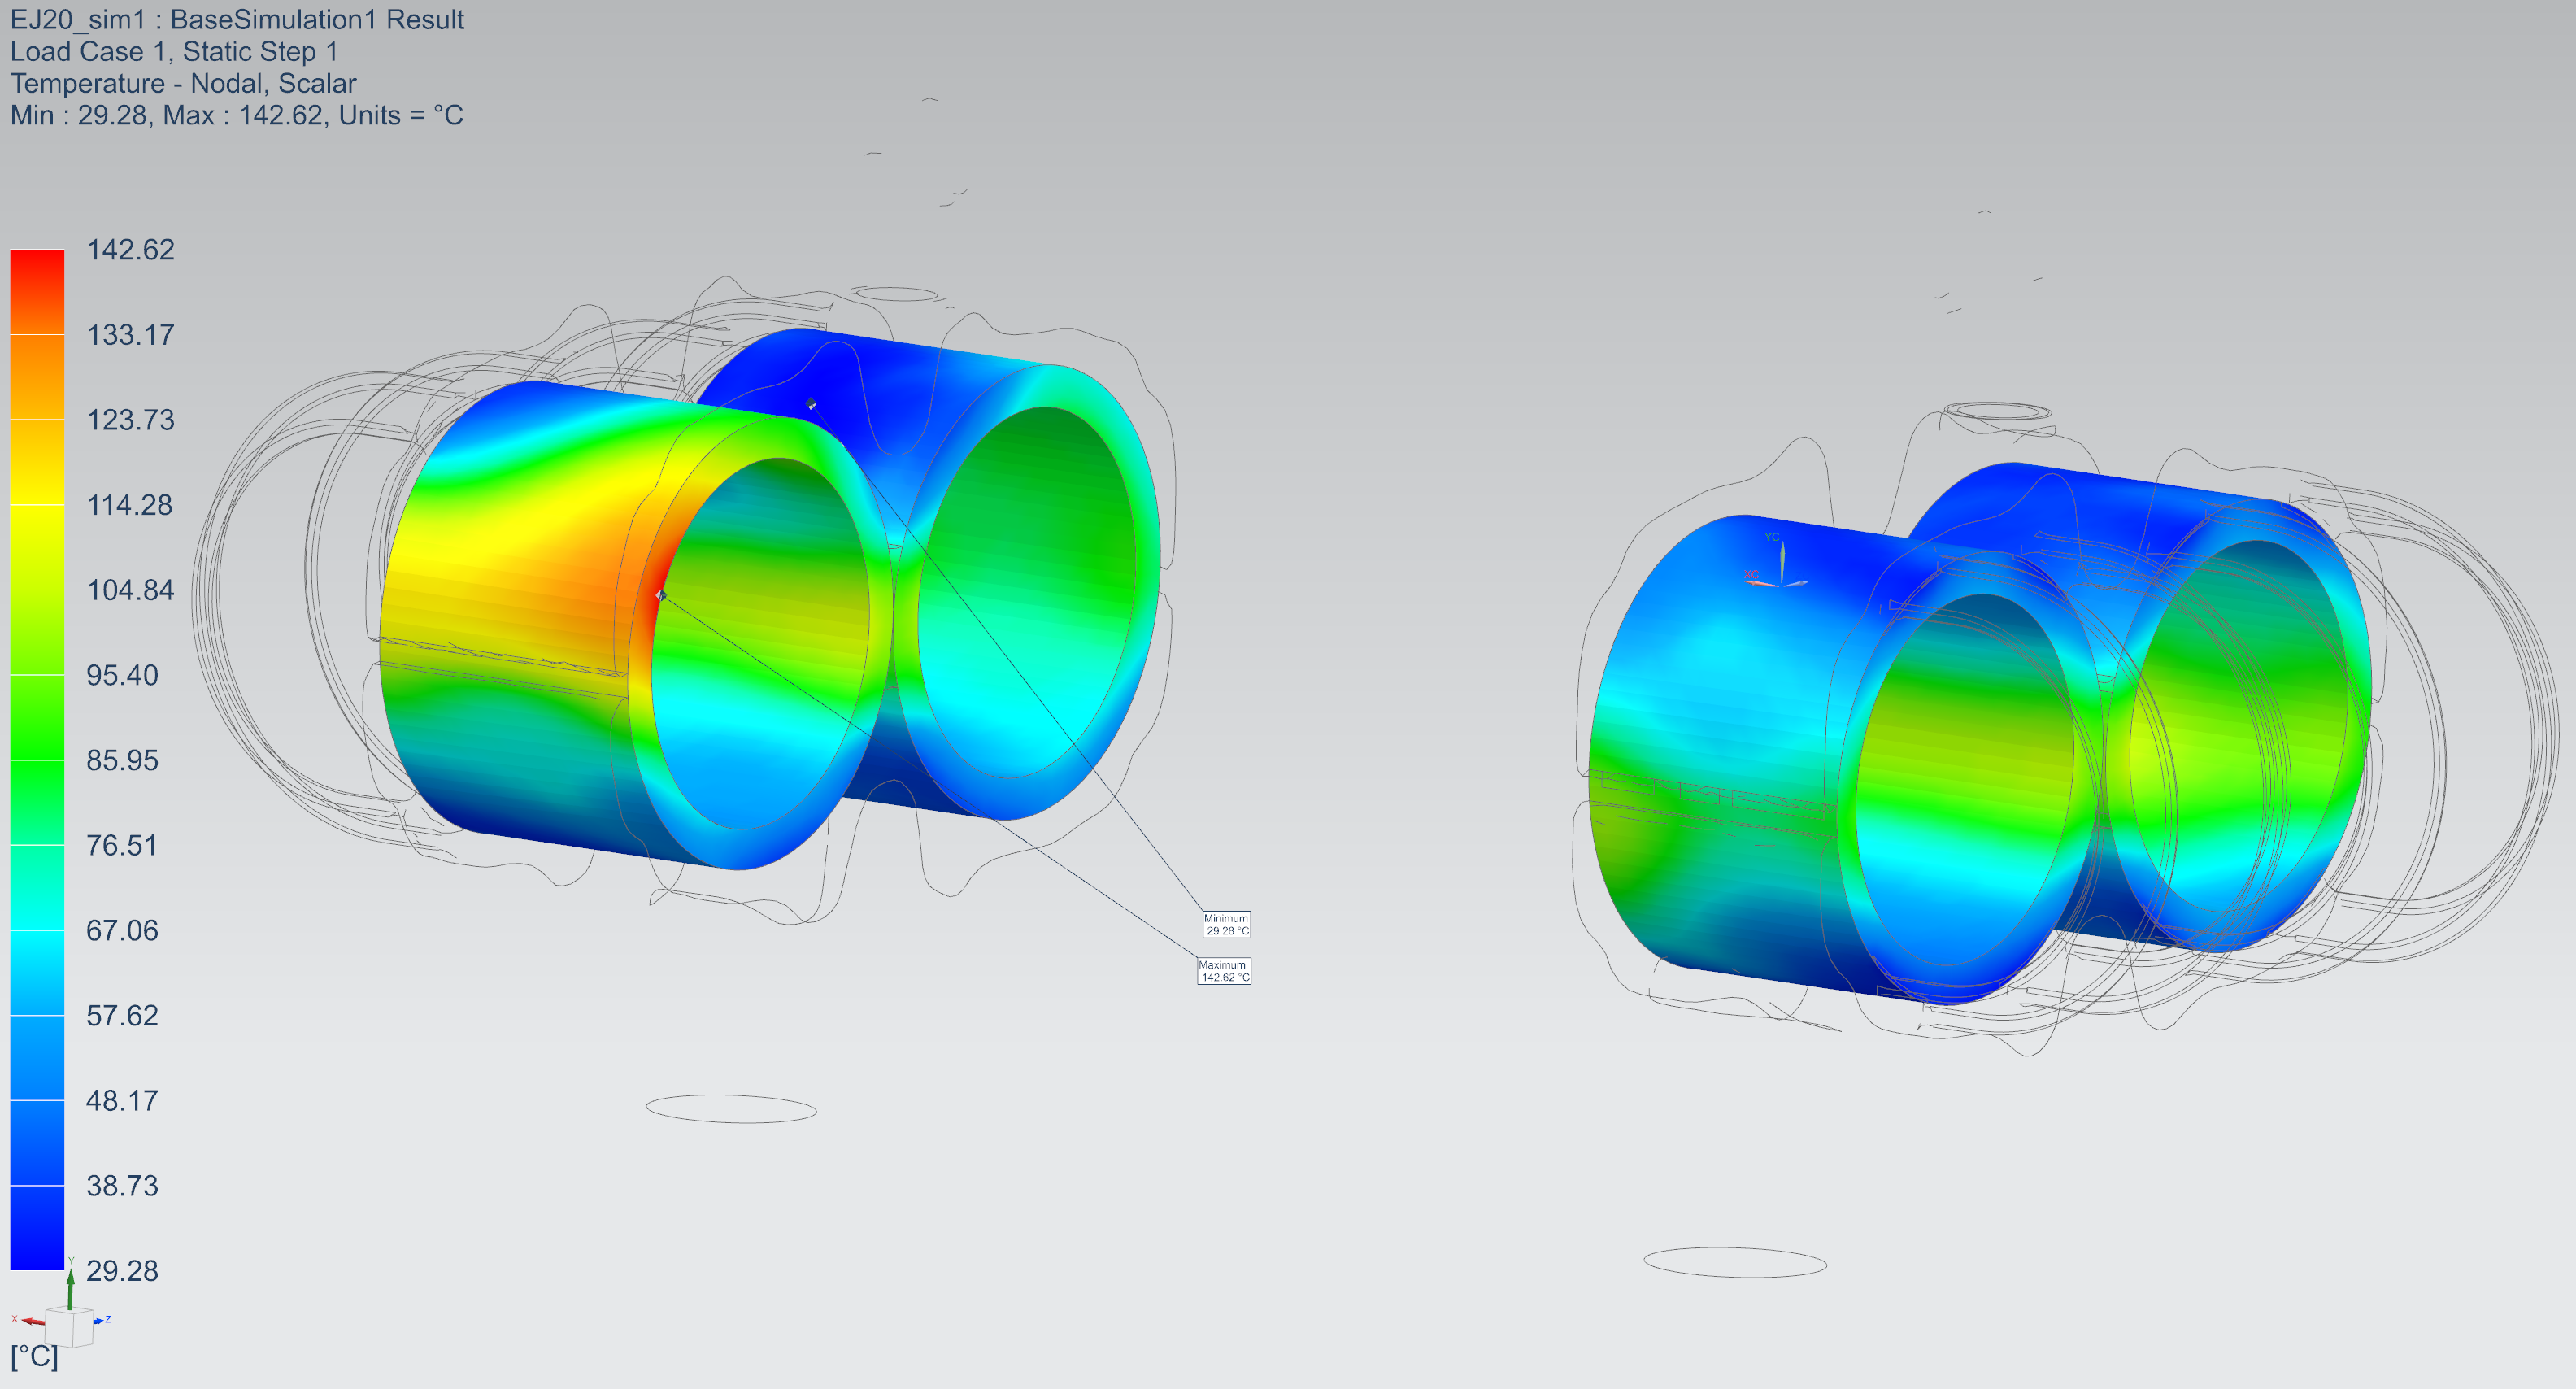 EJ20_sim1 : BaseSimulation1 Result
Load Case 1, Static Step 1
Temperature - Nodal, Scalar
Min : 29.28, Max : 142.62, Units = °C
142.62
133.17
123.73
114.28
104.84
95.40
85.95
76.51
67.06
57.62
48.17
38.73
29.28
Y
X
Z
[°C]
YC
XC
Minimum
29.28 °C
Maximum
142.62 °C